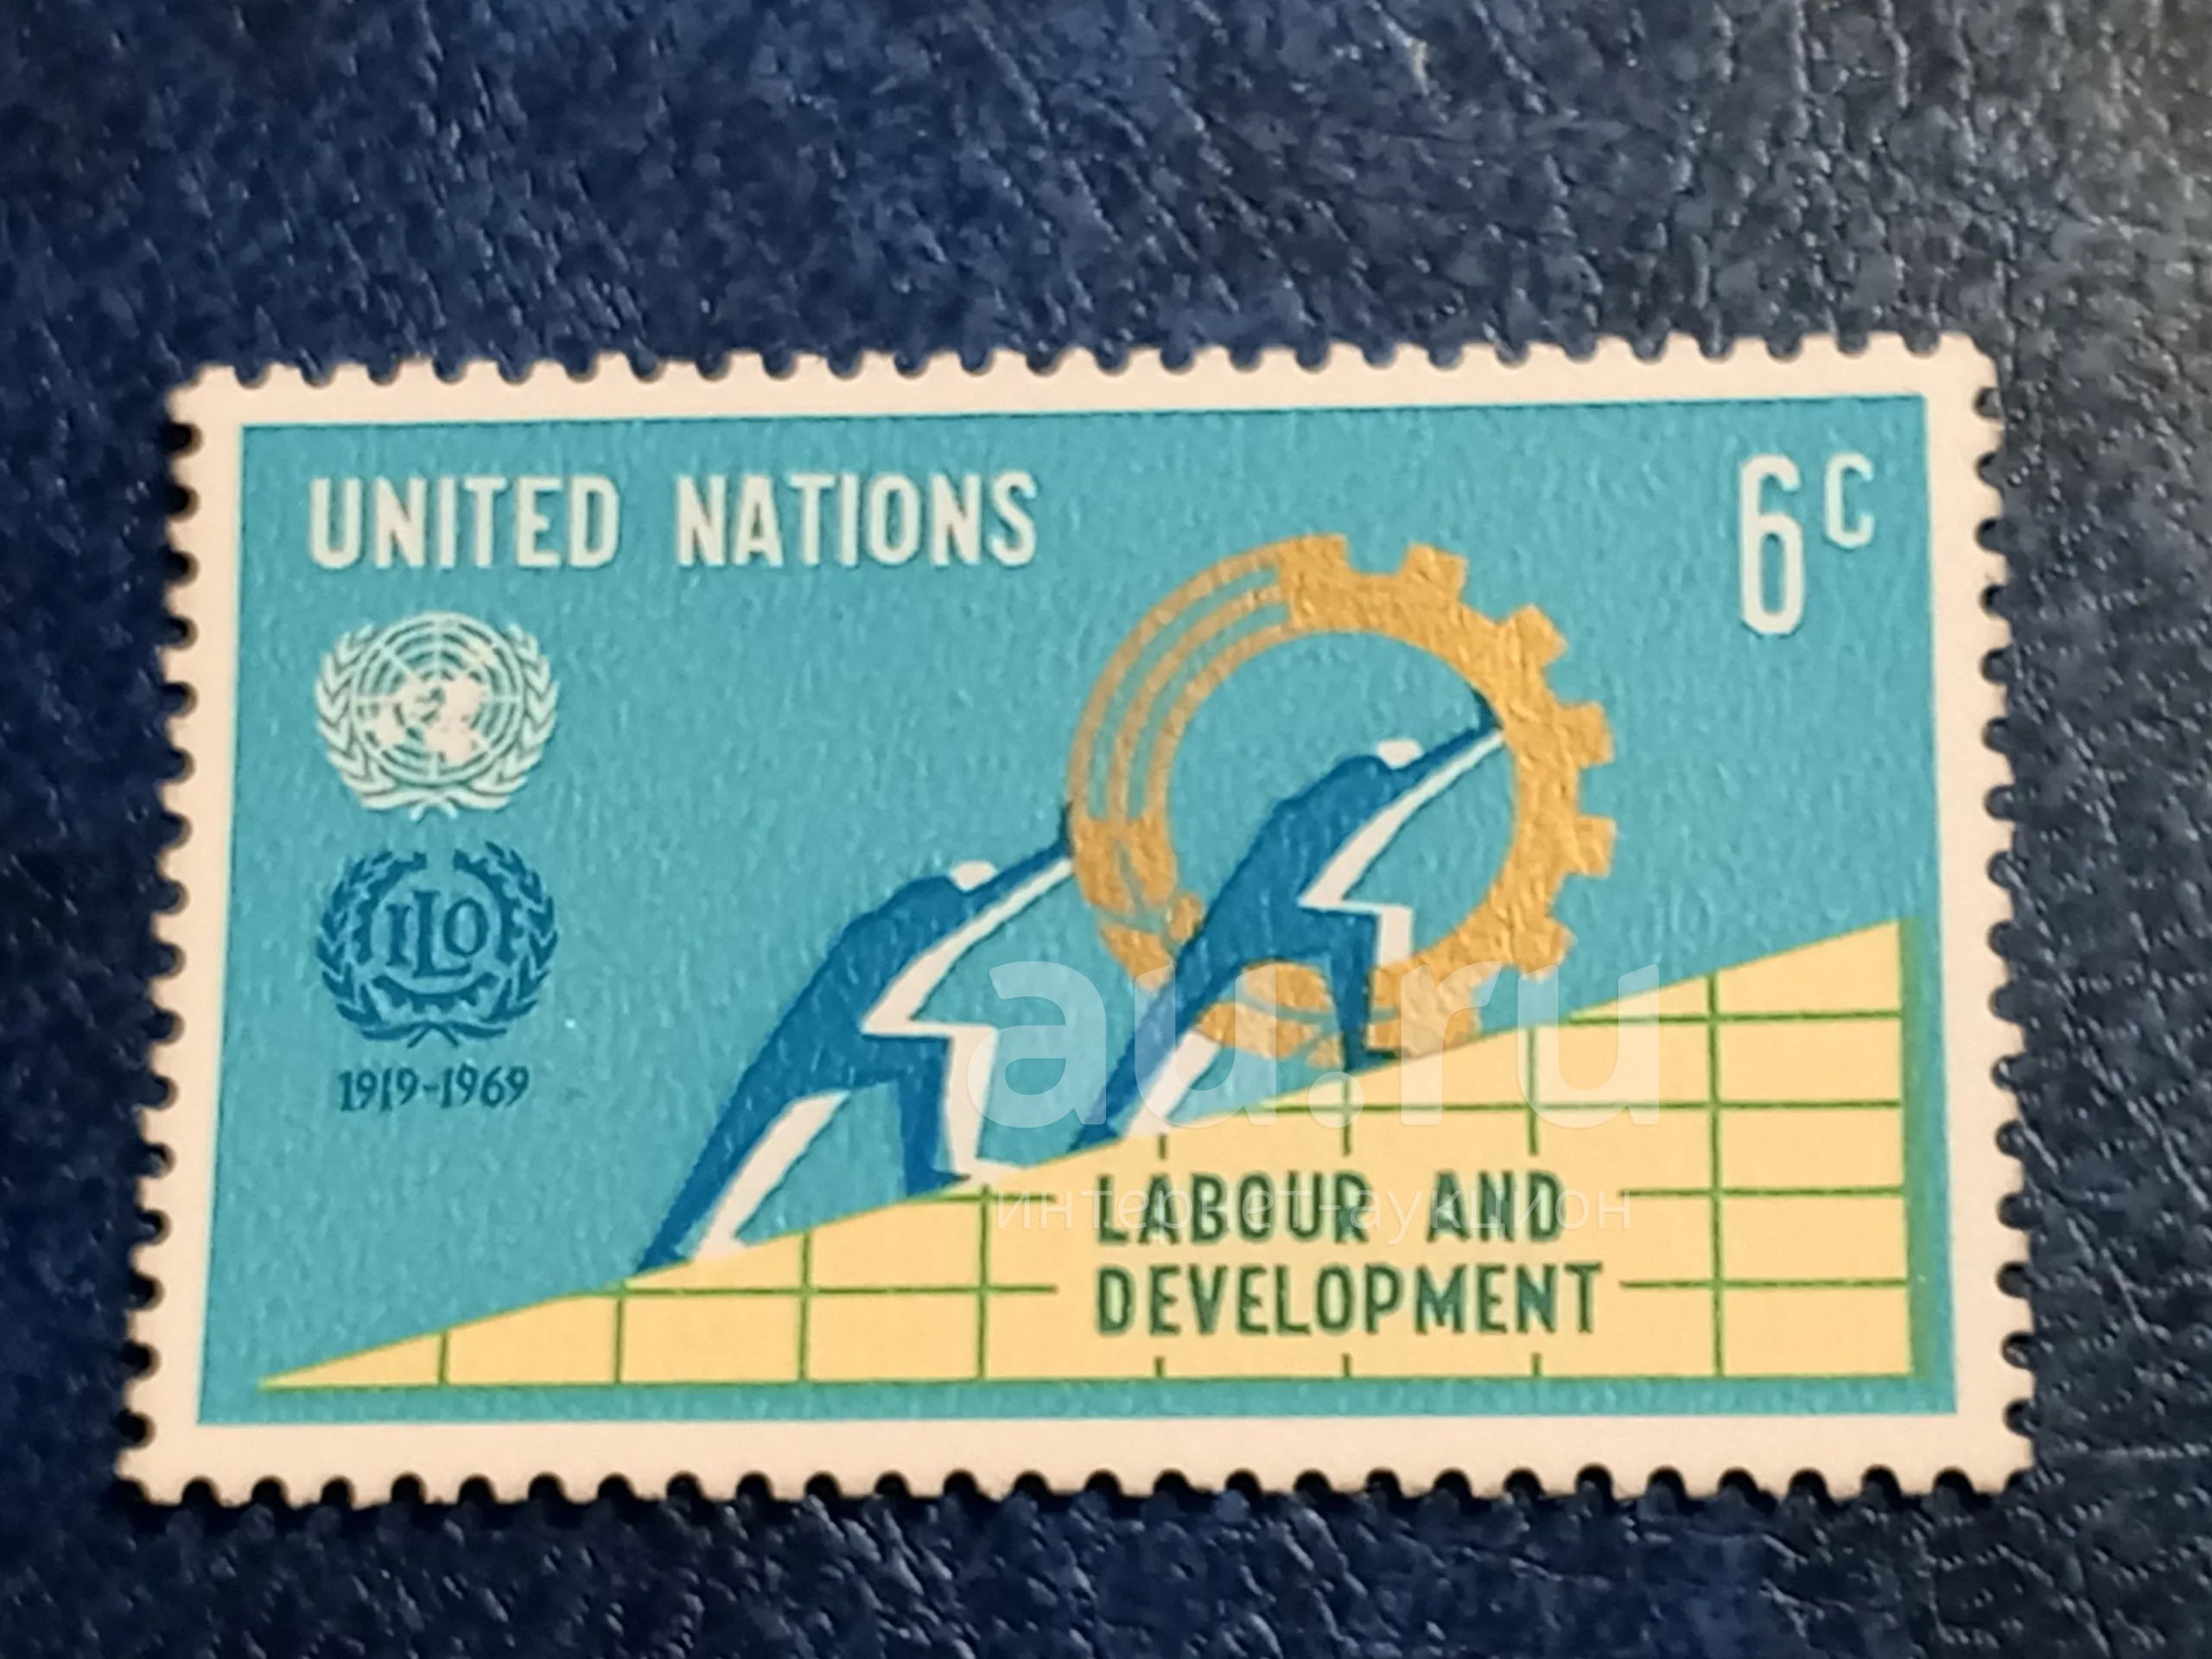 UNITED NATIONS
6c
ILO
1919-1969
LABOUR AND
DEVELOPMENT
au.ru
интернет-аукцион